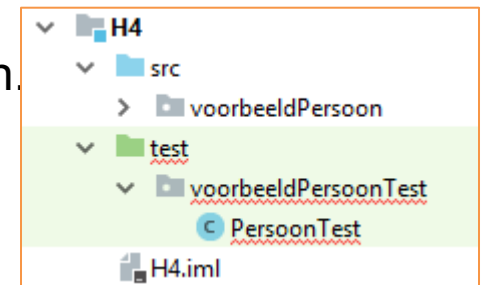 H4
src
n.
voorbeeldPersoon
test
voorbeeldPersoonTest
C PersoonTest
H4.iml